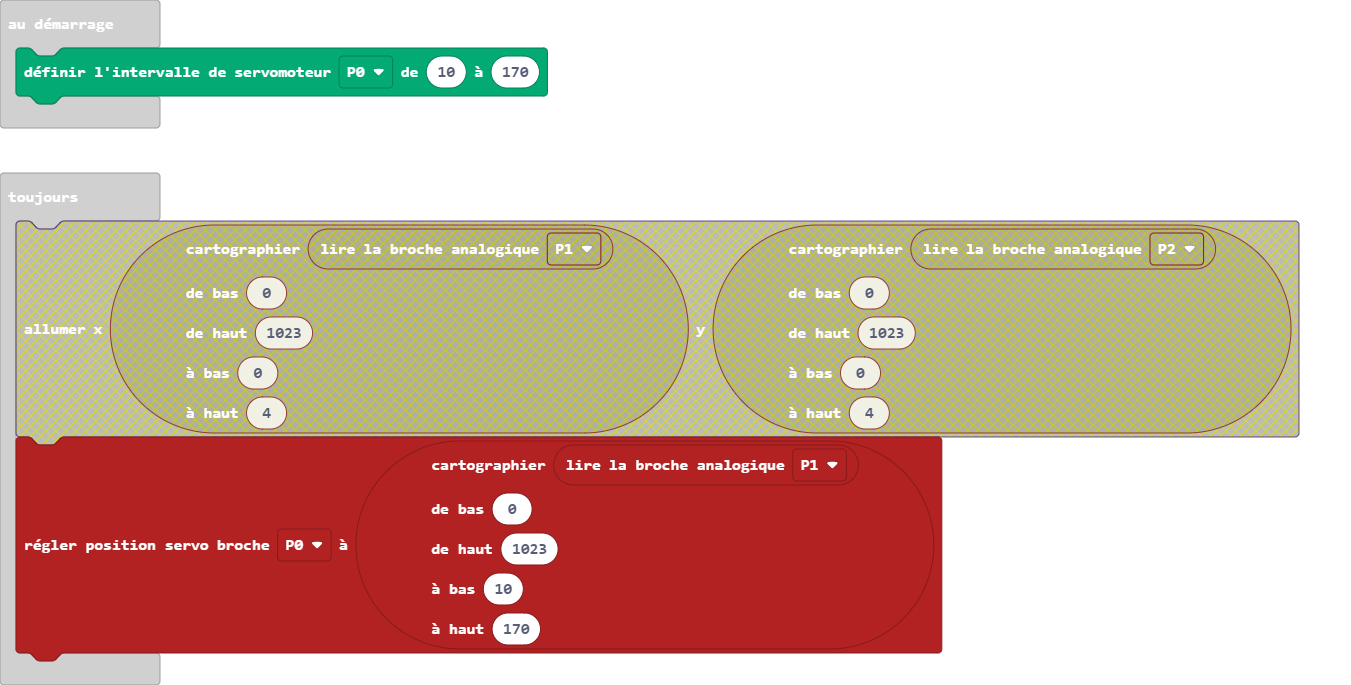 au démarrage
définir l'intervalle de servomoteur P0 de 10 à 170
toujours
cartographier lire la broche analogique P1 cartographier lire la broche analogique P2
de bas 0 de bas 0
de haut 1023 de haut 1023
allumer x y
à bas 0 à bas 0
à haut 4 à haut 4
cartographier lire la broche analogique P1
de bas 0
régler position servo broche P0 à de haut 1023
à bas 10
à haut 170